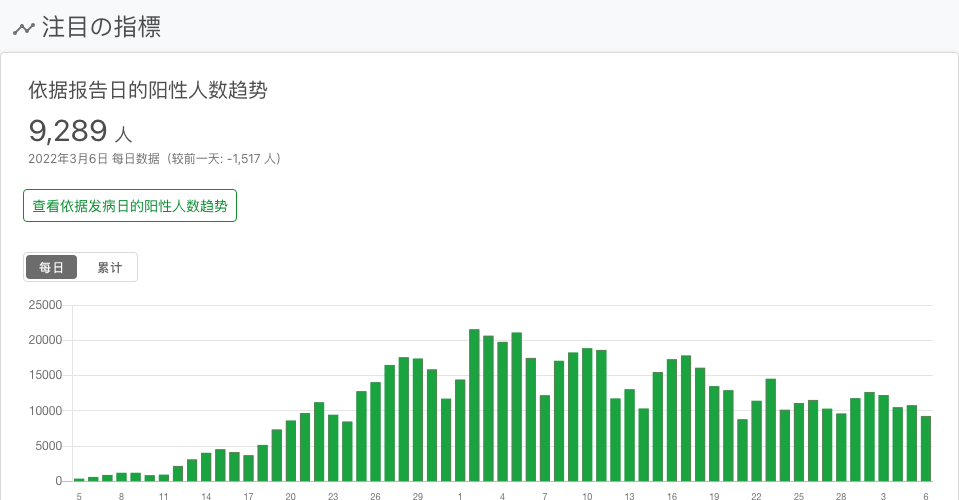 注目の指標
依据报告日的阳性人数趋势
9,289 人
2022年3月6日 每日数据（较前一天: -1,517 人）
查看依据发病日的阳性人数趋势
每日 累计
25000
20000
15000
10000
5000
0
5 8 11 14 17 20 23 26 29 1 4 7 10 13 16 19 22 25 28 3 6